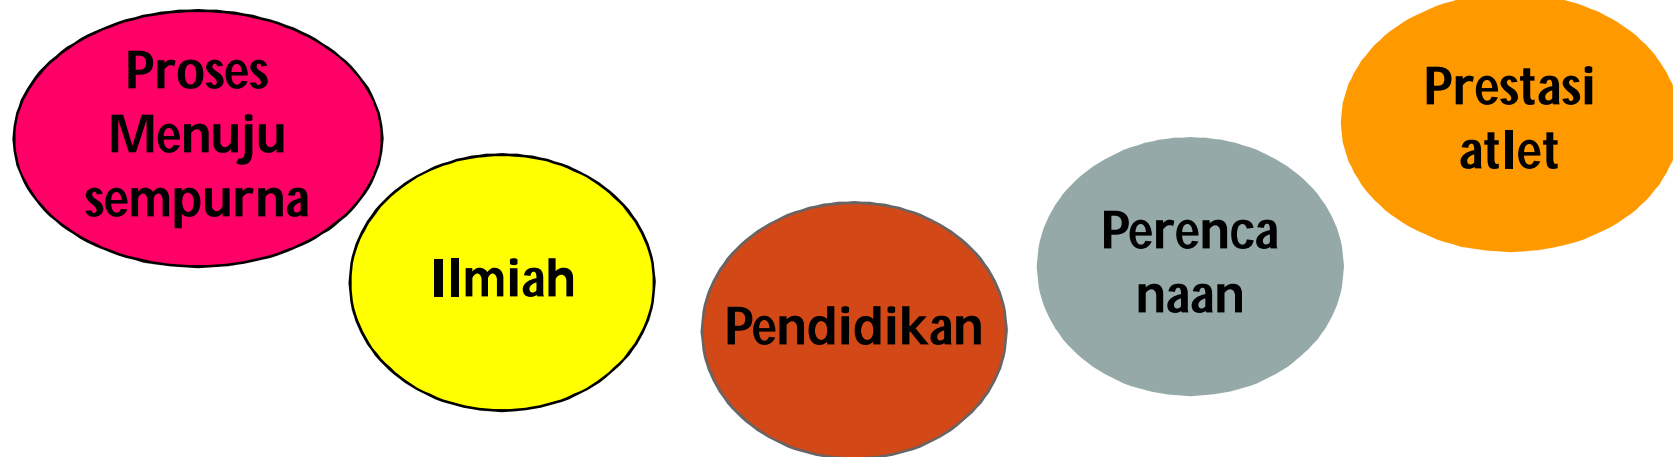 Proses
Menuju
sempurna
Ilmiah
Pendidikan
Perenca
naan
Prestasi
atlet